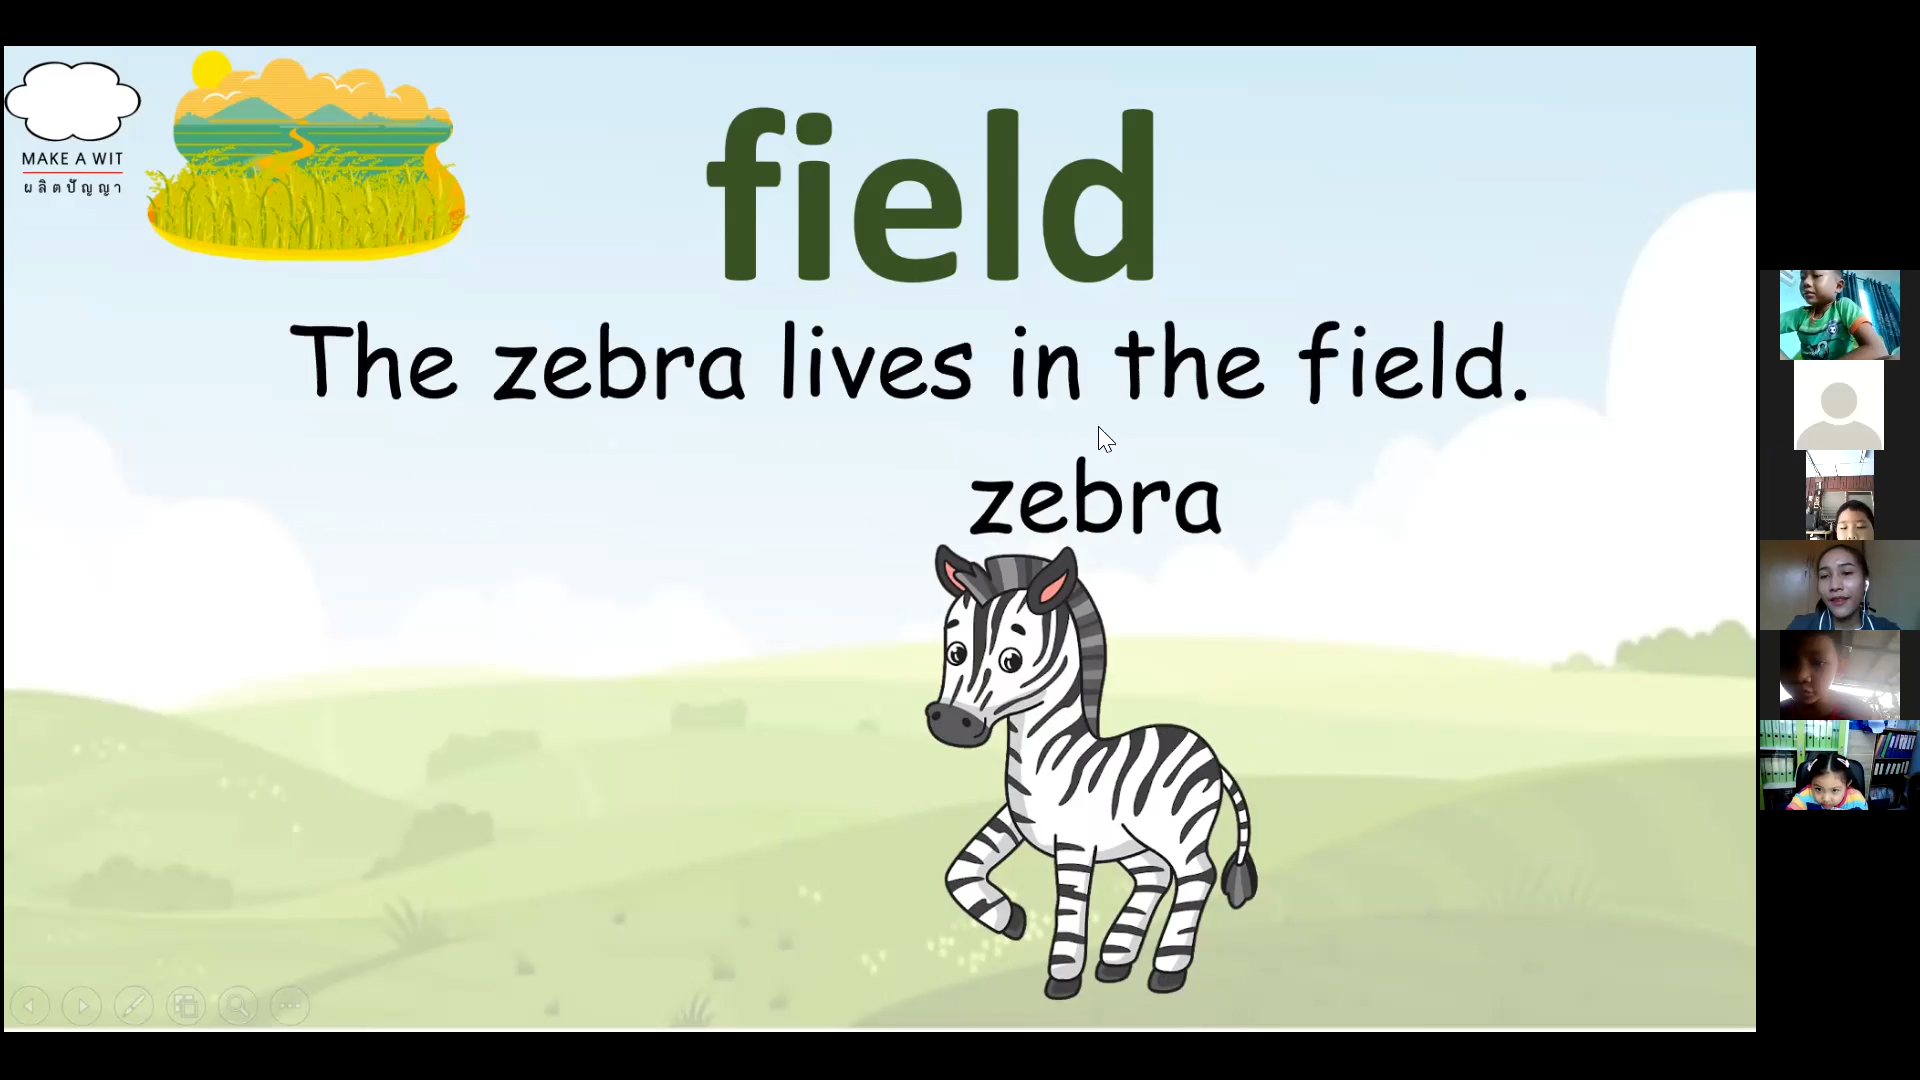 MAKE A WIT
ผลิตปัญญา
field
The zebra lives in the field.
zebra